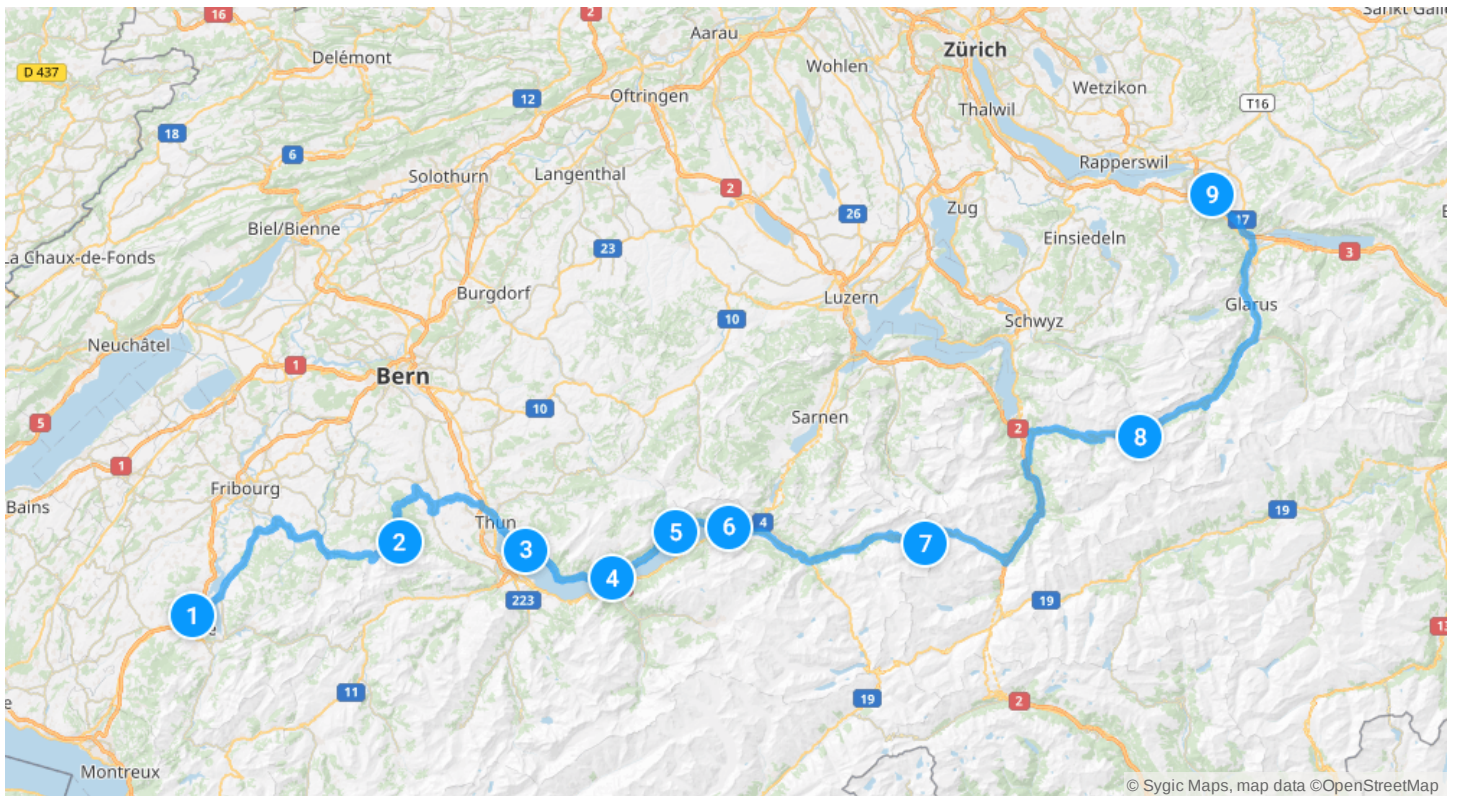 16
2
Sankt Gall
Aarau
Zürich
Delémont
Wohlen
D 437
Wetzikon
12
Oftringen
T16
Thalwil
18
6
Rapperswil
Langenthal
Solothurn
2
9
Zug
26
17
Biel/Bienne
Einsiedeln
23
3
La Chaux-de-Fonds
Burgdorf
Luzern
Glarus
10
Schwyz
Neuchâtel
1
Bern
10
Sarnen
5
2
8
1
Fribourg
Bains
19
Thun
4
6
5
2
7
3
4
223
19
1
e
13
11
19
2
e
Montreux
© Sygic Maps, map data ©OpenStreetMap